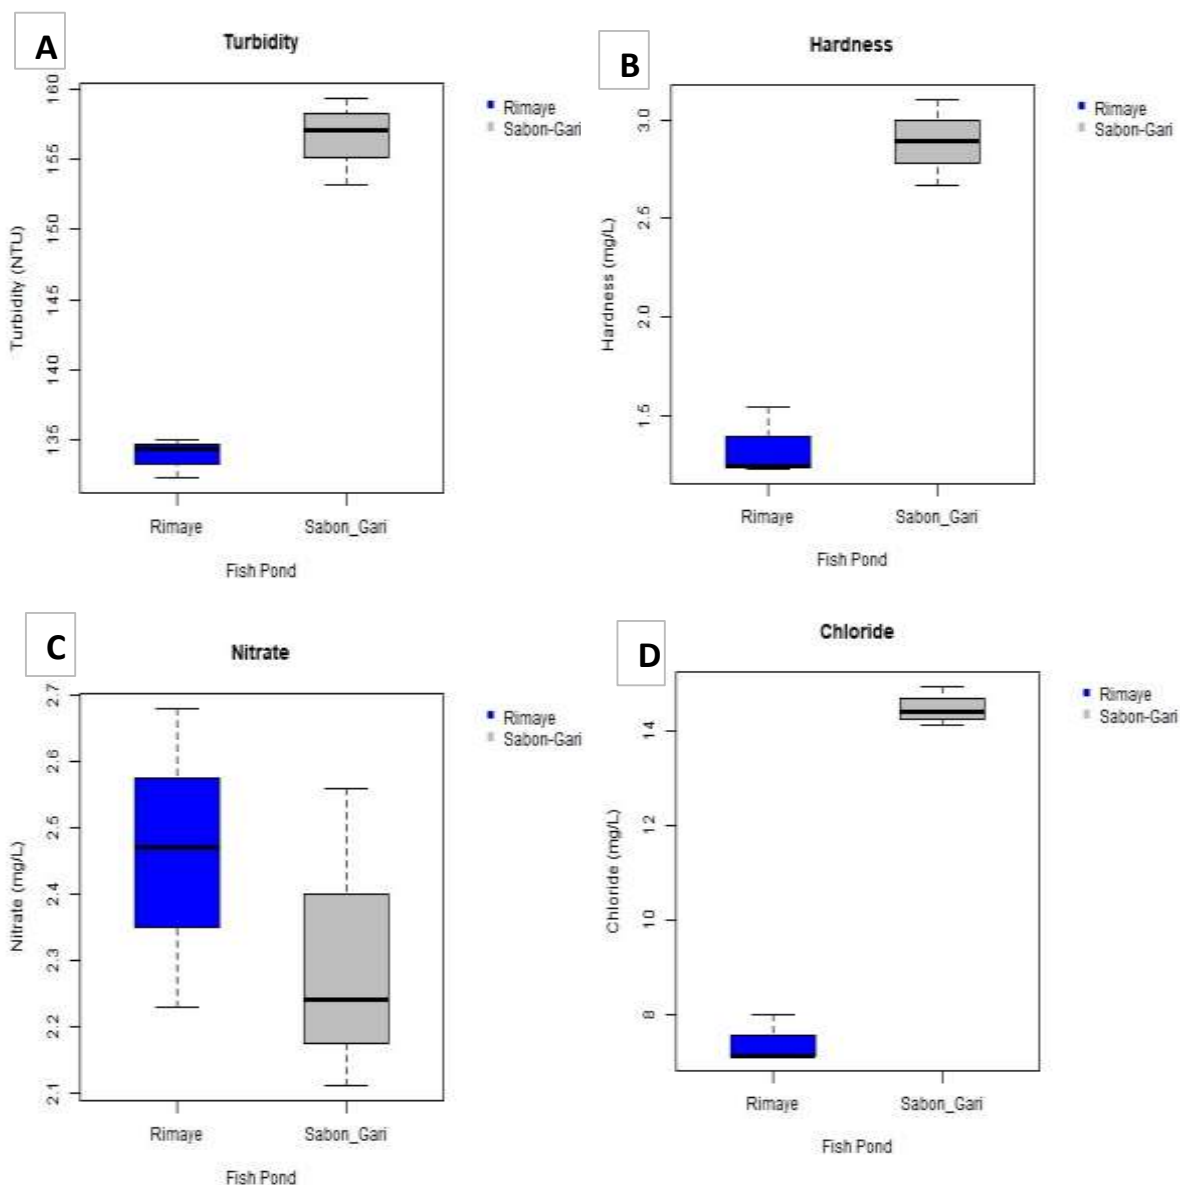 A
Turbidity
Turbidity (NTU)
160
155
150
145
140
135
Rimaye
Sabon_Gari
Fish Pond
Rimaye
Sabon-Gari
B
Hardness
Hardness (mg/L)
3.0
2.5
2.0
1.5
Rimaye
Sabon_Gari
Fish Pond
Rimaye
Sabon-Gari
C
Nitrate
Nitrate (mg/L)
2.7
2.6
2.5
2.4
2.3
2.2
2.1
Rimaye
Sabon_Gari
Fish Pond
Rimaye
Sabon-Gari
D
Chloride
Chloride (mg/L)
14
12
10
8
Rimaye
Sabon_Gari
Fish Pond
Rimaye
Sabon-Gari